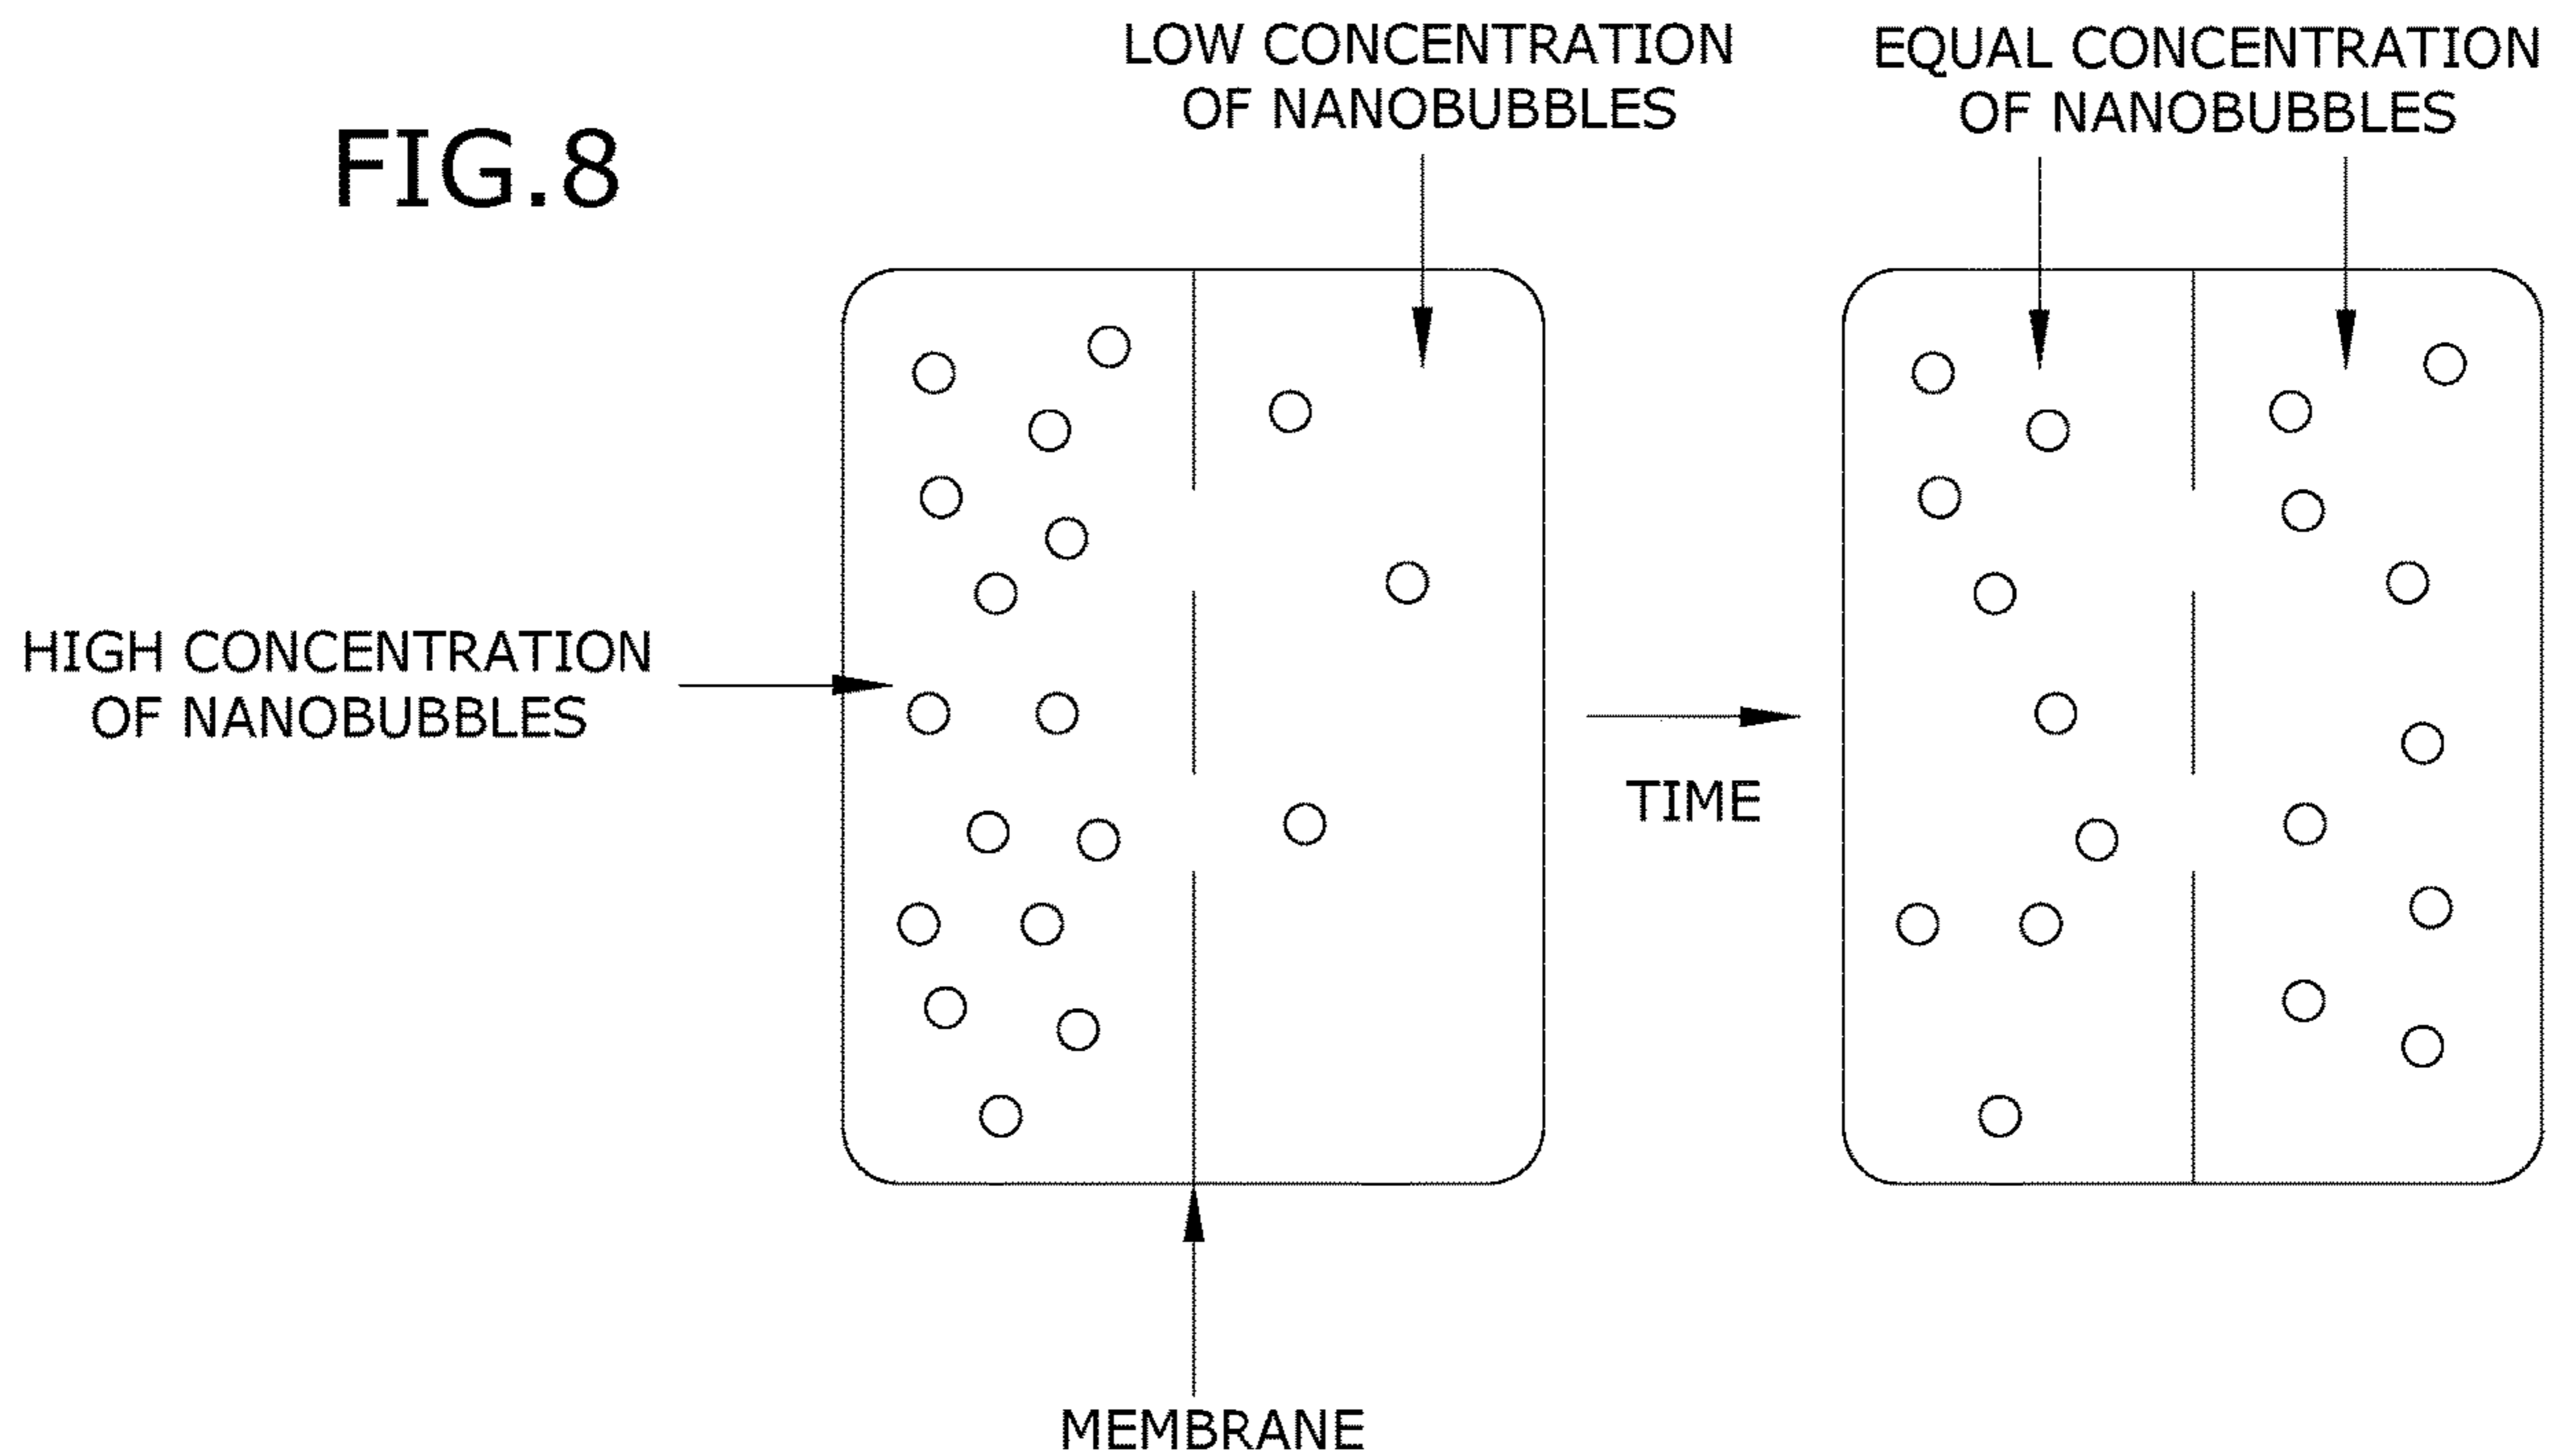 FIG.8
LOW CONCENTRATION
OF NANOBUBBLES
EQUAL CONCENTRATION
OF NANOBUBBLES
HIGH CONCENTRATION
OF NANOBUBBLES
TIME
MEMBRANE